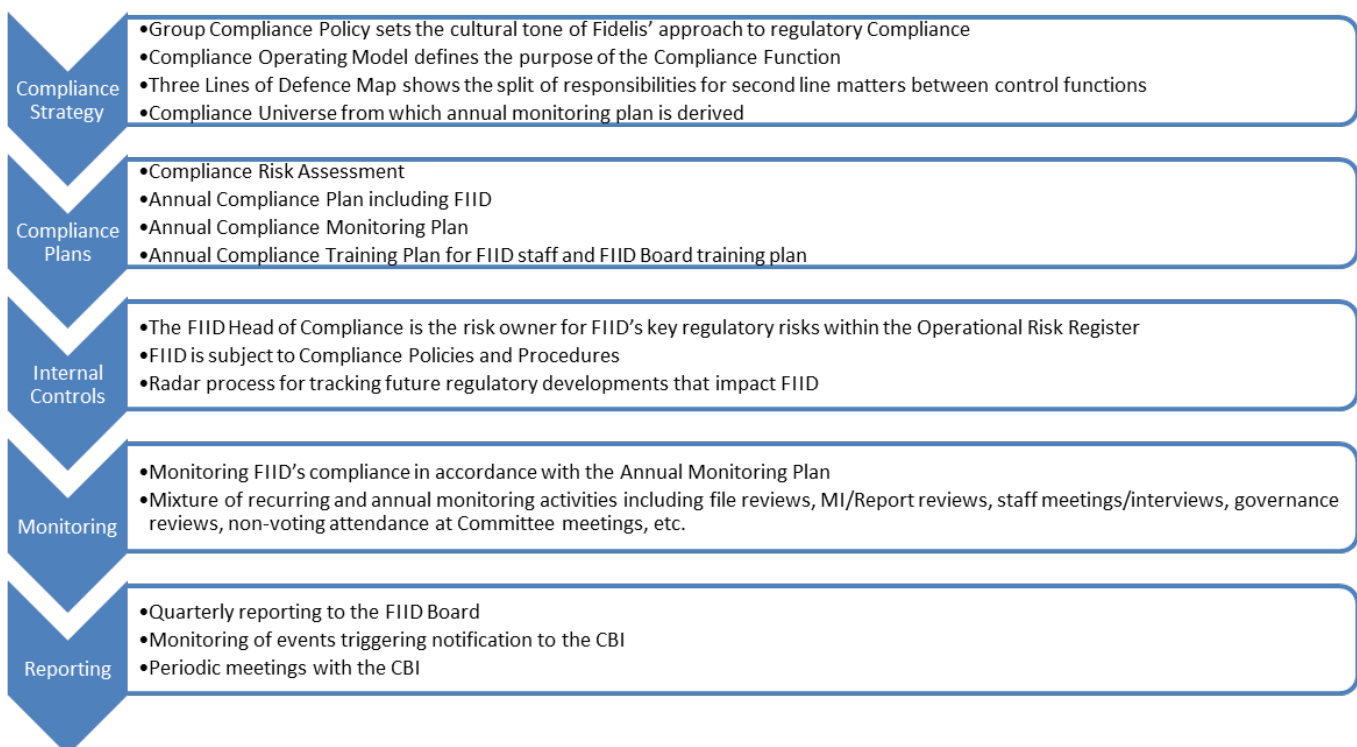 Compliance
Strategy
•Group Compliance Policy sets the cultural tone of Fidelis' approach to regulatory Compliance
•Compliance Operating Model defines the purpose of the Compliance Function
•Three Lines of Defence Map shows the split of responsibilities for second line matters between control functions
•Compliance Universe from which annual monitoring plan is derived
Compliance
Plans
•Compliance Risk Assessment
•Annual Compliance Plan including FIID
•Annual Compliance Monitoring Plan
•Annual Compliance Training Plan for FIID staff and FIID Board training plan
Internal
Controls
•The FIID Head of Compliance is the risk owner for FIID's key regulatory risks within the Operational Risk Register
•FIID is subject to Compliance Policies and Procedures
•Radar process for tracking future regulatory developments that impact FIID
Monitoring
•Monitoring FIID's compliance in accordance with the Annual Monitoring Plan
•Mixture of recurring and annual monitoring activities including file reviews, MI/Report reviews, staff meetings/interviews, governance
reviews, non-voting attendance at Committee meetings, etc.
Reporting
•Quarterly reporting to the FIID Board
•Monitoring of events triggering notification to the CBI
•Periodic meetings with the CBI